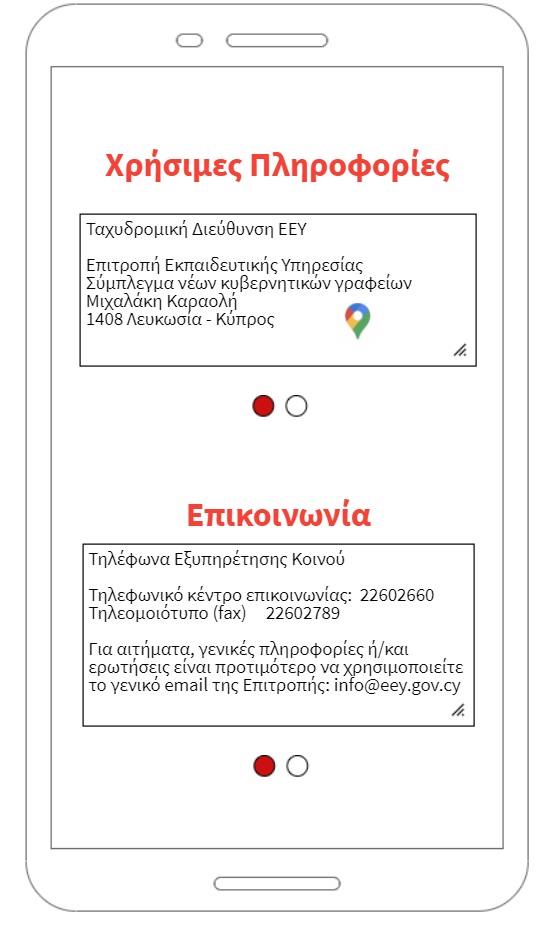 Χρήσιμες Πληροφορίες
Ταχυδρομική Διεύθυνση ΕΕΥ
Επιτροπή Εκπαιδευτικής Υπηρεσίας
Σύμπλεγμα νέων κυβερνητικών γραφείων
Μιχαλάκη Καραολή
1408 Λευκωσία - Κύπρος
Επικοινωνία
Τηλέφωνα Εξυπηρέτησης Κοινού
Τηλεφωνικό κέντρο επικοινωνίας: 22602660
Τηλεομοιότυπο (fax) 22602789
Για αιτήματα, γενικές πληροφορίες ή/και
ερωτήσεις είναι προτιμότερο να χρησιμοποιείτε
το γενικό email της Επιτροπής: info@eey.gov.cy